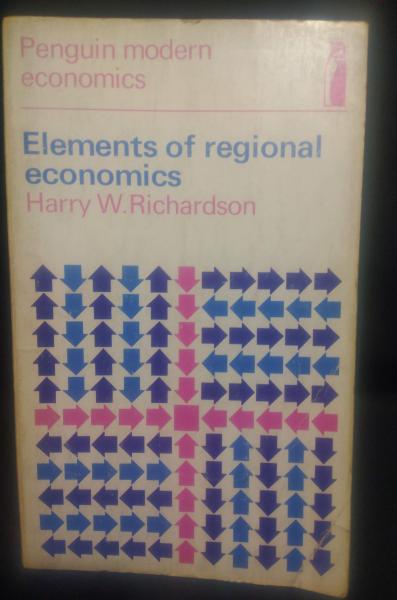 Penguin modern
economics
Elements of regional
economics
Harry W. Richardson